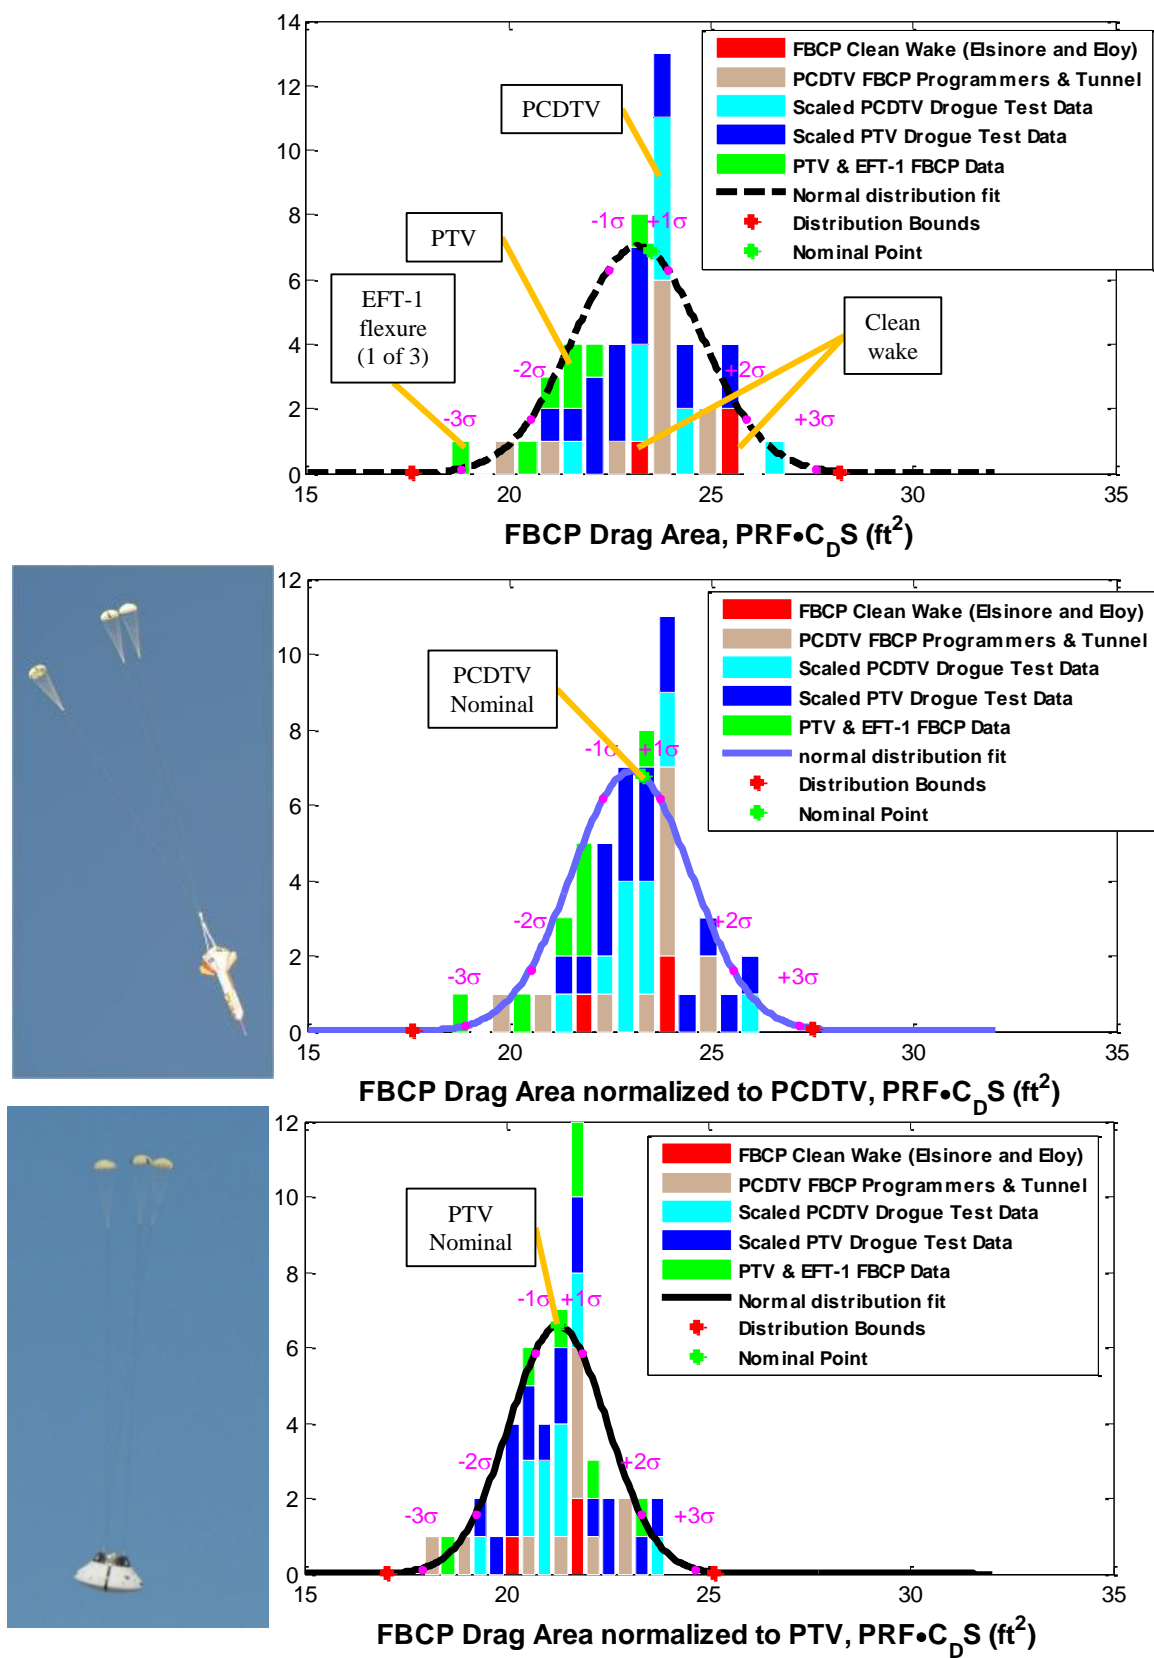 14
12
10
8
6
4
2
0
15
20
25
30
35
FBCP Clean Wake (Elsinore and Eloy)
PCDTV FBCP Programmers & Tunnel
Scaled PCDTV Drogue Test Data
Scaled PTV Drogue Test Data
PTV & EFT-1 FBCP Data
Normal distribution fit
Distribution Bounds
Nominal Point
PCDTV
PTV
EFT-1
flexure
(1 of 3)
Clean
wake
-1σ
+1σ
-2σ
+2σ
-3σ
+3σ
FBCP Drag Area, PRF•C_DS (ft²)
12
10
8
6
4
2
0
15
20
25
30
35
FBCP Clean Wake (Elsinore and Eloy)
PCDTV FBCP Programmers & Tunnel
Scaled PCDTV Drogue Test Data
Scaled PTV Drogue Test Data
PTV & EFT-1 FBCP Data
normal distribution fit
Distribution Bounds
Nominal Point
PCDTV
Nominal
-1σ
+1σ
-2σ
+2σ
-3σ
+3σ
FBCP Drag Area normalized to PCDTV, PRF•C_DS (ft²)
12
10
8
6
4
2
0
15
20
25
30
35
FBCP Clean Wake (Elsinore and Eloy)
PCDTV FBCP Programmers & Tunnel
Scaled PCDTV Drogue Test Data
Scaled PTV Drogue Test Data
PTV & EFT-1 FBCP Data
Normal distribution fit
Distribution Bounds
Nominal Point
PTV
Nominal
-1σ
+1σ
-2σ
+2σ
-3σ
+3σ
FBCP Drag Area normalized to PTV, PRF•C_DS (ft²)